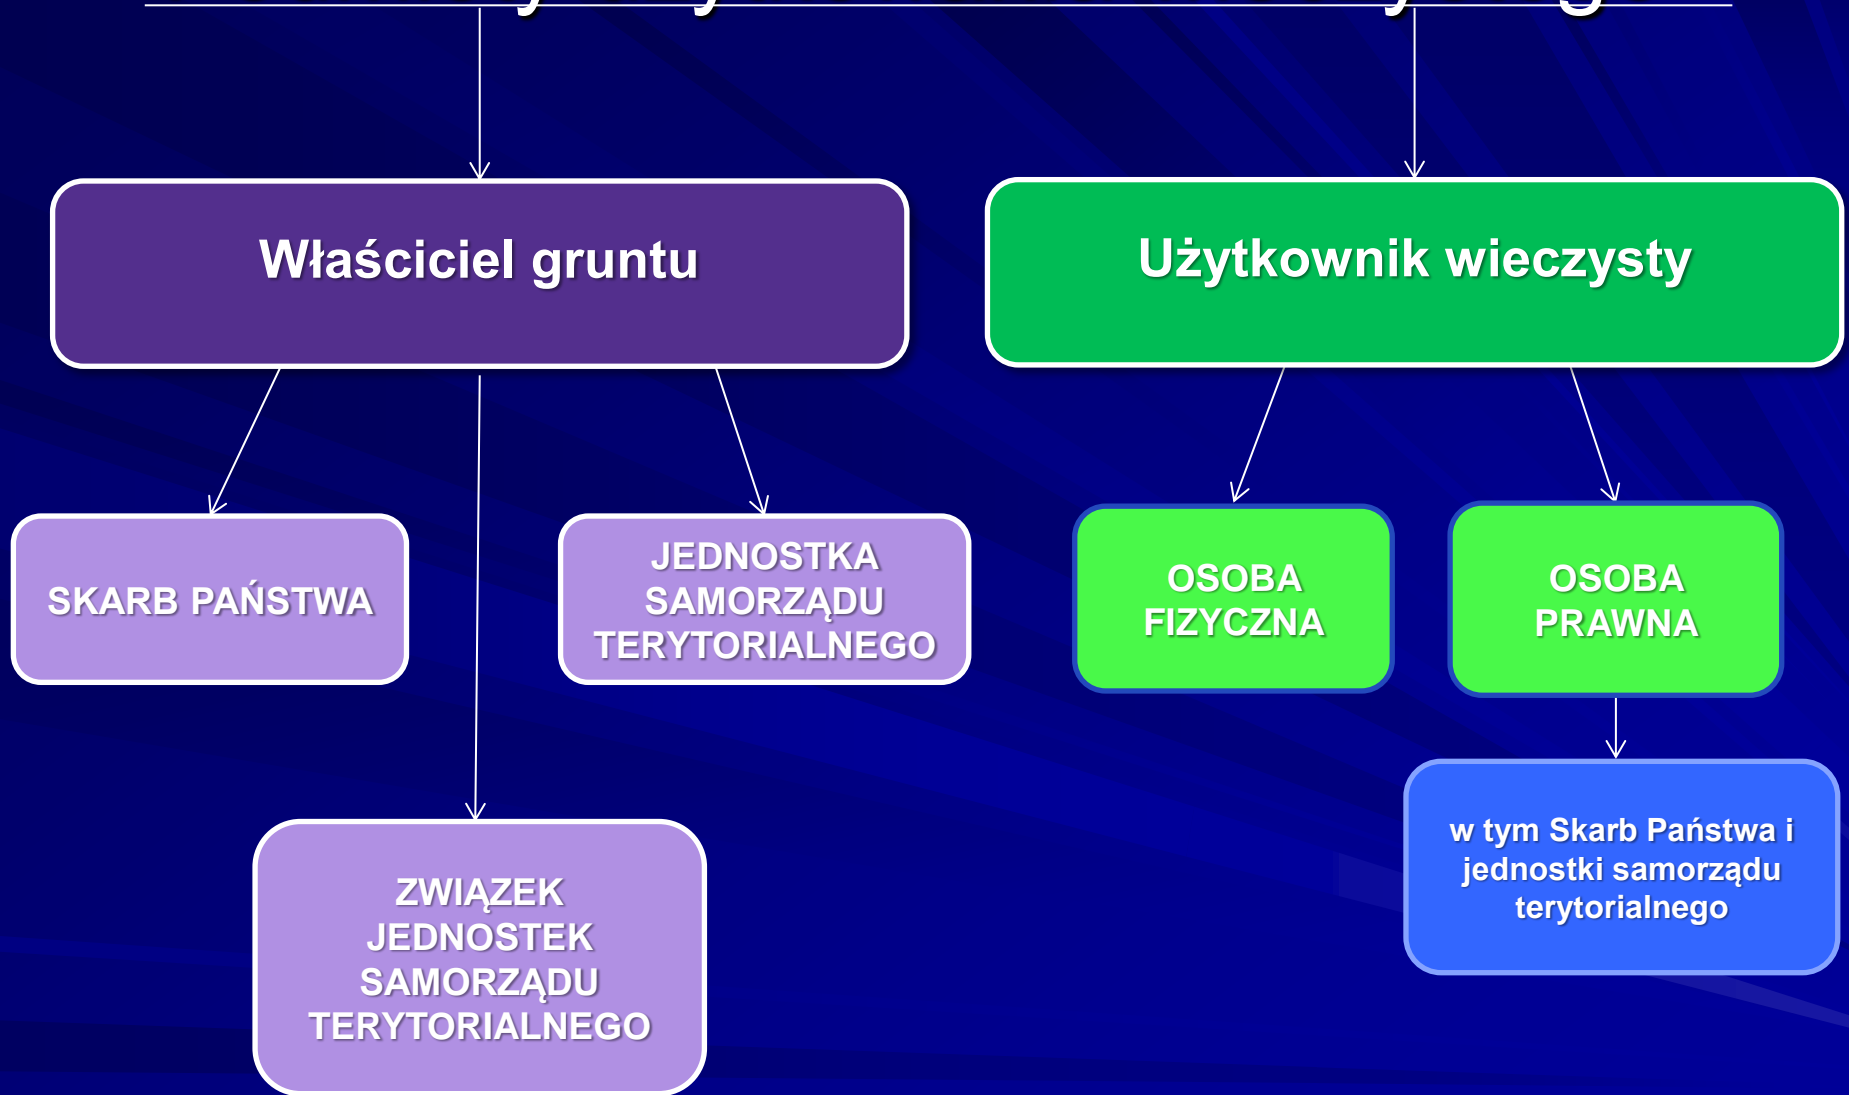 Właściciel gruntu
Użytkownik wieczysty
SKARB PAŃSTWA
JEDNOSTKA
SAMORZĄDU
TERYTORIALNEGO
OSOBA
FIZYCZNA
OSOBA
PRAWNA
ZWIĄZEK
JEDNOSTEK
SAMORZĄDU
TERYTORIALNEGO
w tym Skarb Państwa i
jednostki samorządu
terytorialnego